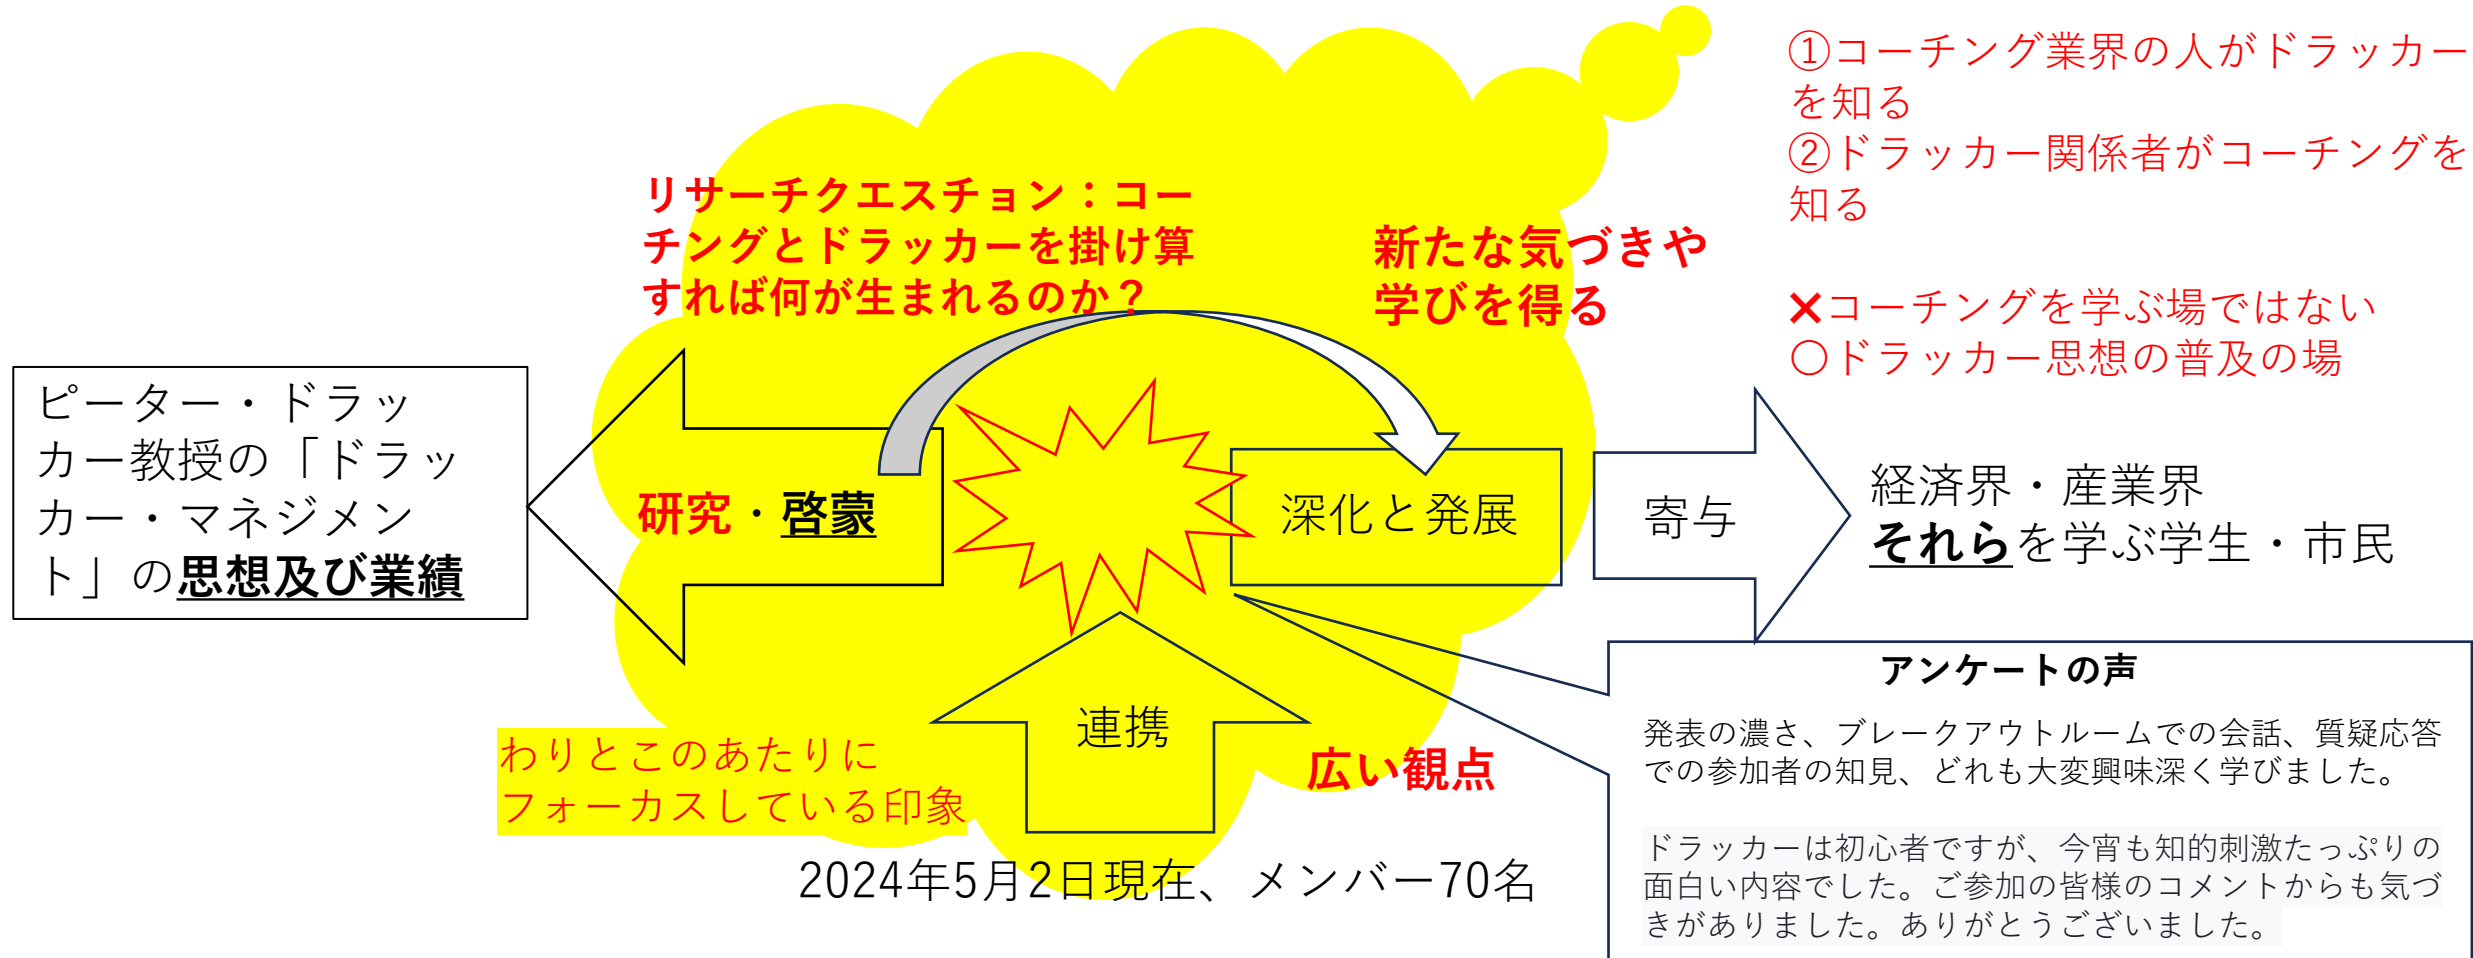 ①コーチング業界の人がドラッカー
を知る
②ドラッカー関係者がコーチングを
知る
❌コーチングを学ぶ場ではない
〇ドラッカー思想の普及の場
リサーチクエスチョン：コー
チングとドラッカーを掛け算
すれば何が生まれるのか？
新たな気づきや
学びを得る
ピーター・ドラッ
カー教授の「ドラッ
カー・マネジメン
ト」の思想及び業績
研究・啓蒙
深化と発展
寄与
経済界・産業界
それらを学ぶ学生・市民
連携
広い観点
わりとこのあたりに
フォーカスしている印象
2024年5月2日現在、メンバー70名
アンケートの声
発表の濃さ、ブレークアウトルームでの会話、質疑応答
での参加者の知見、どれも大変興味深く学びました。
ドラッカーは初心者ですが、今宵も知的刺激たっぷりの
面白い内容でした。ご参加の皆様のコメントからも気づ
きがありました。ありがとうございました。